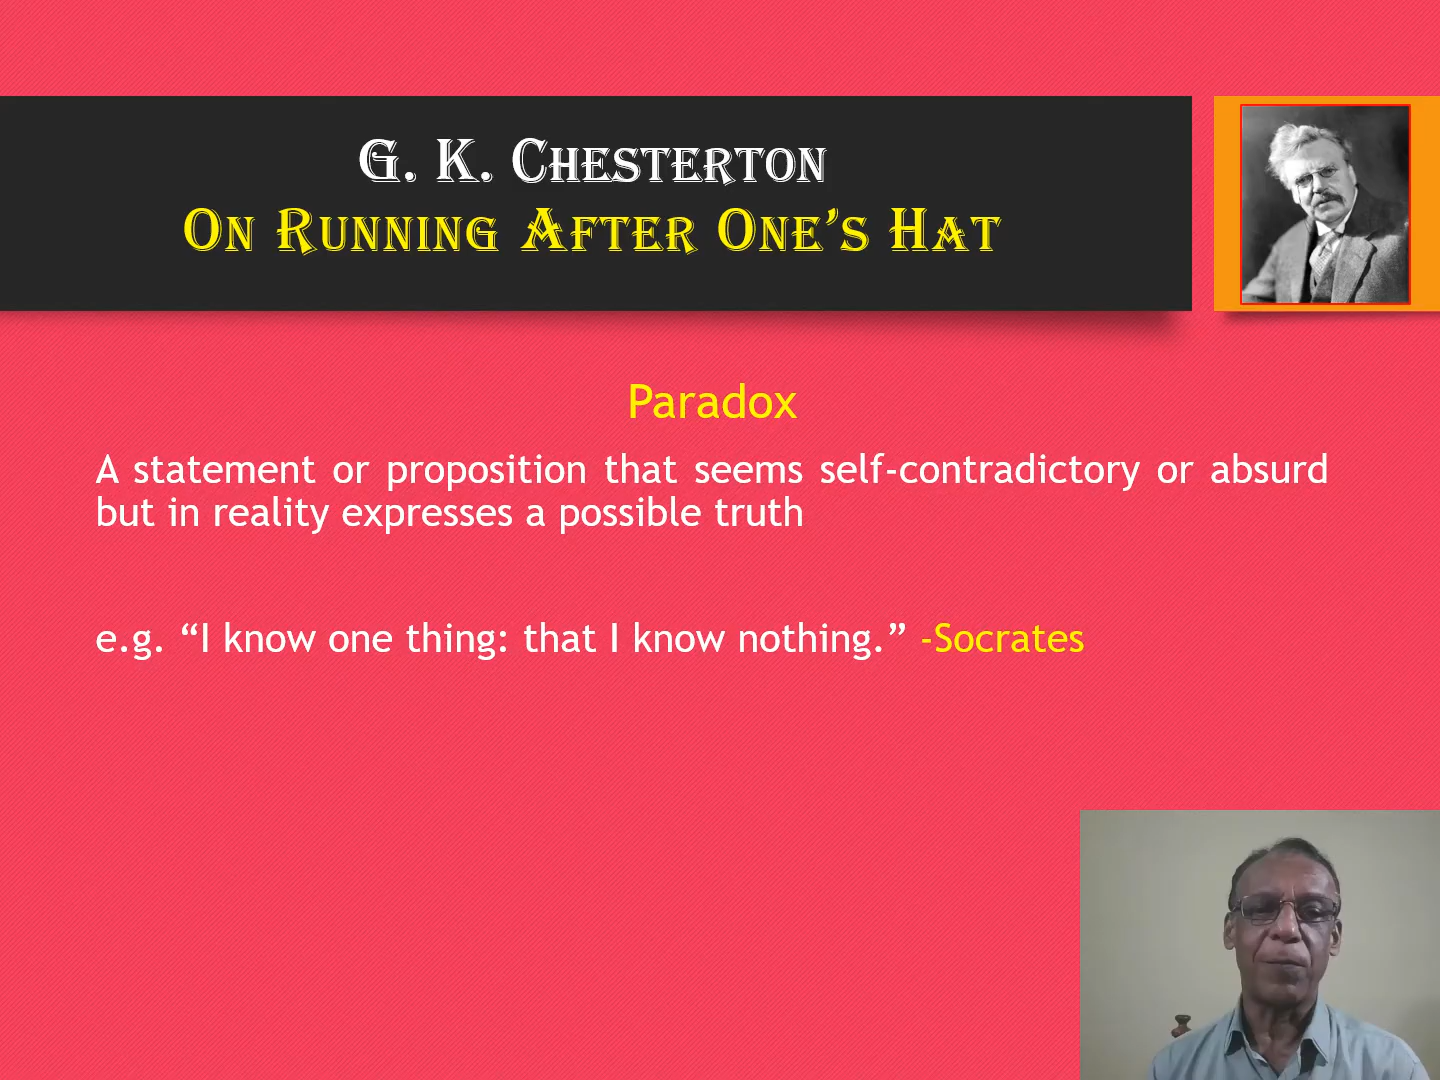 G. K. Chesterton
On Running After One’s Hat
Paradox
A statement or proposition that seems self-contradictory or absurd
but in reality expresses a possible truth
e.g. “I know one thing: that I know nothing.” -Socrates